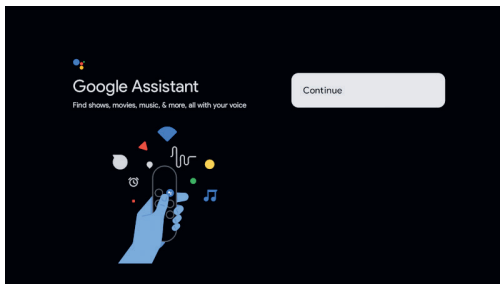 Google Assistant
Find shows, movies, music, & more, all with your voice
Continue